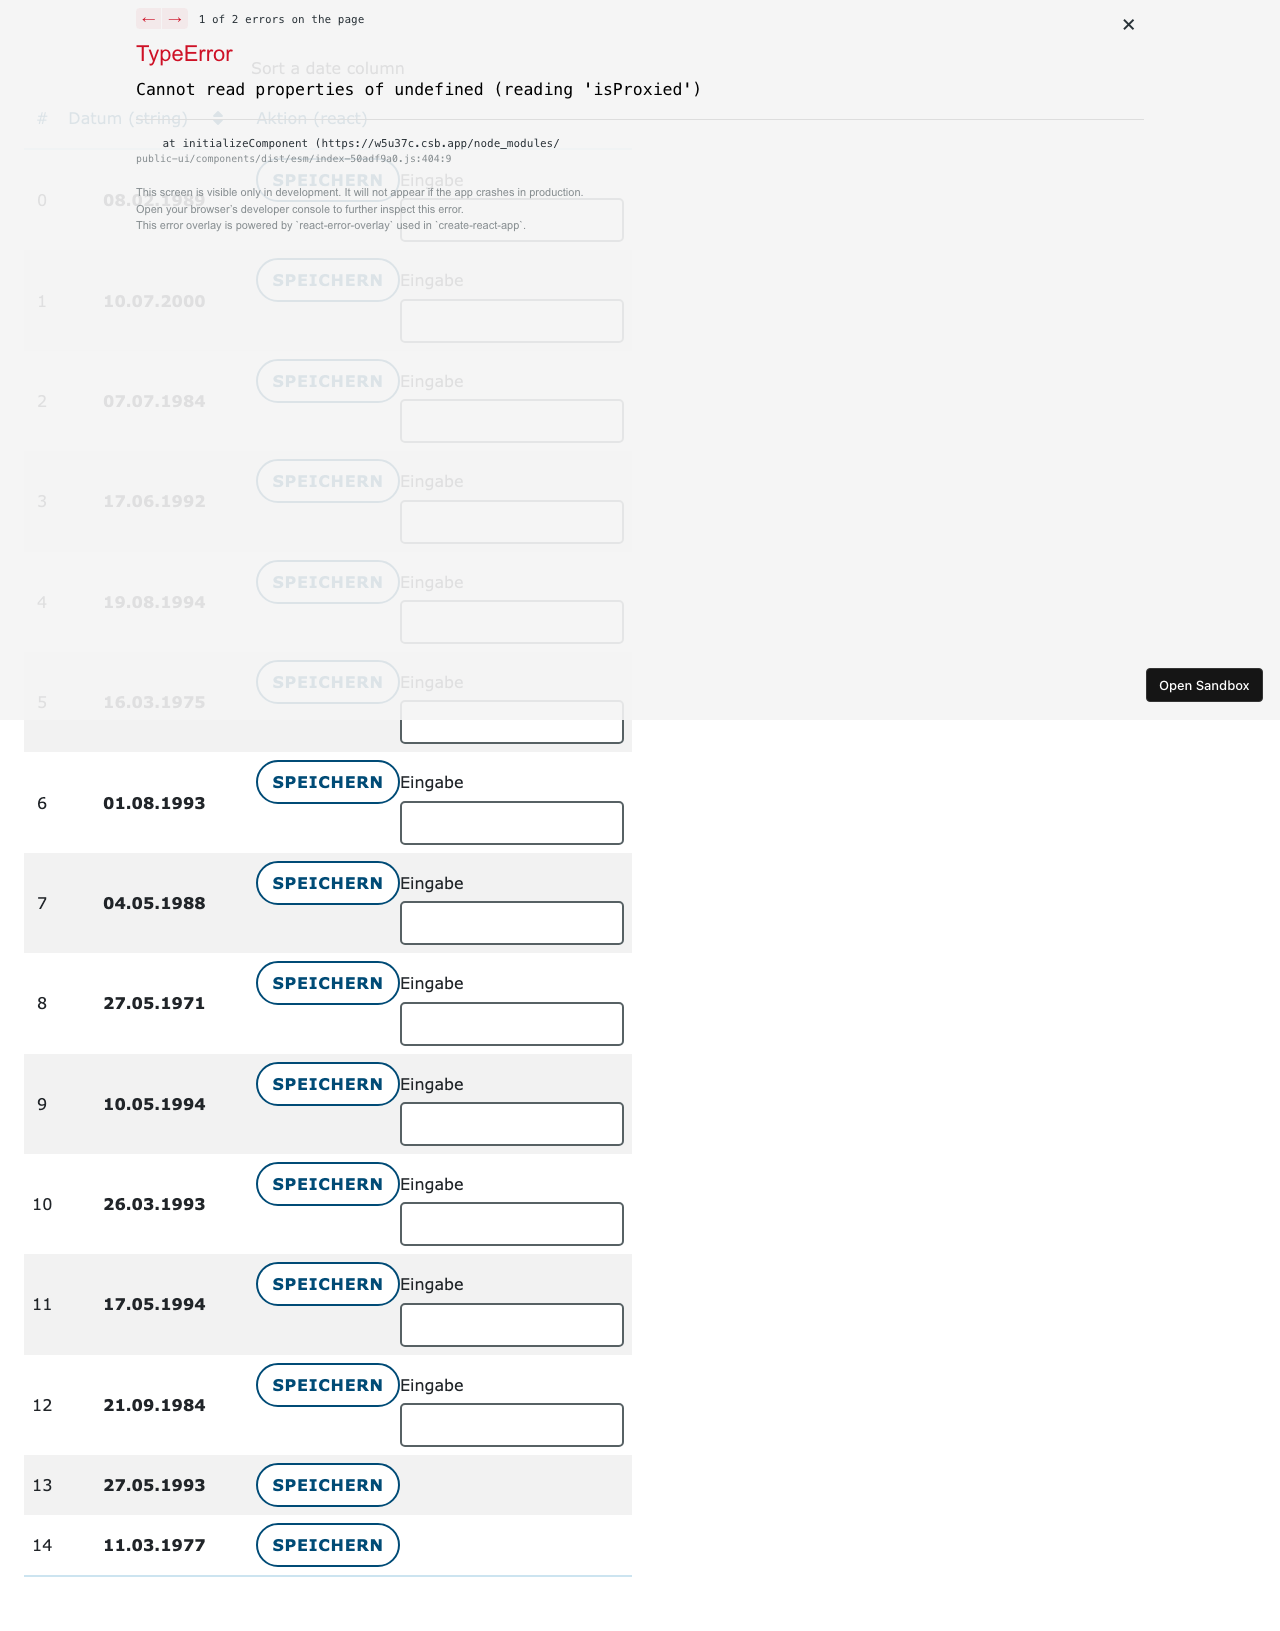 ← → 1 of 2 errors on the page
×
TypeError
Sort a date column
Cannot read properties of undefined (reading 'isProxied')
# Datum (string) Aktion (react)
at initializeComponent (https://w5u37c.csb.app/node_modules/
public-ui/components/dist/esm/index-50adf9a0.js:404:9
SPEICHERN Eingabe
This screen is visible only in development. It will not appear if the app crashes in production.
0 08.02.1989
Open your browser's developer console to further inspect this error.
This error overlay is powered by `react-error-overlay` used in `create-react-app`.
SPEICHERN Eingabe
1 10.07.2000
SPEICHERN Eingabe
2 07.07.1984
SPEICHERN Eingabe
3 17.06.1992
SPEICHERN Eingabe
4 19.08.1994
SPEICHERN Eingabe
Open Sandbox
5 16.03.1975
SPEICHERN Eingabe
6 01.08.1993
SPEICHERN Eingabe
7 04.05.1988
SPEICHERN Eingabe
8 27.05.1971
SPEICHERN Eingabe
9 10.05.1994
SPEICHERN Eingabe
10 26.03.1993
SPEICHERN Eingabe
11 17.05.1994
SPEICHERN Eingabe
12 21.09.1984
13 27.05.1993 SPEICHERN
14 11.03.1977 SPEICHERN